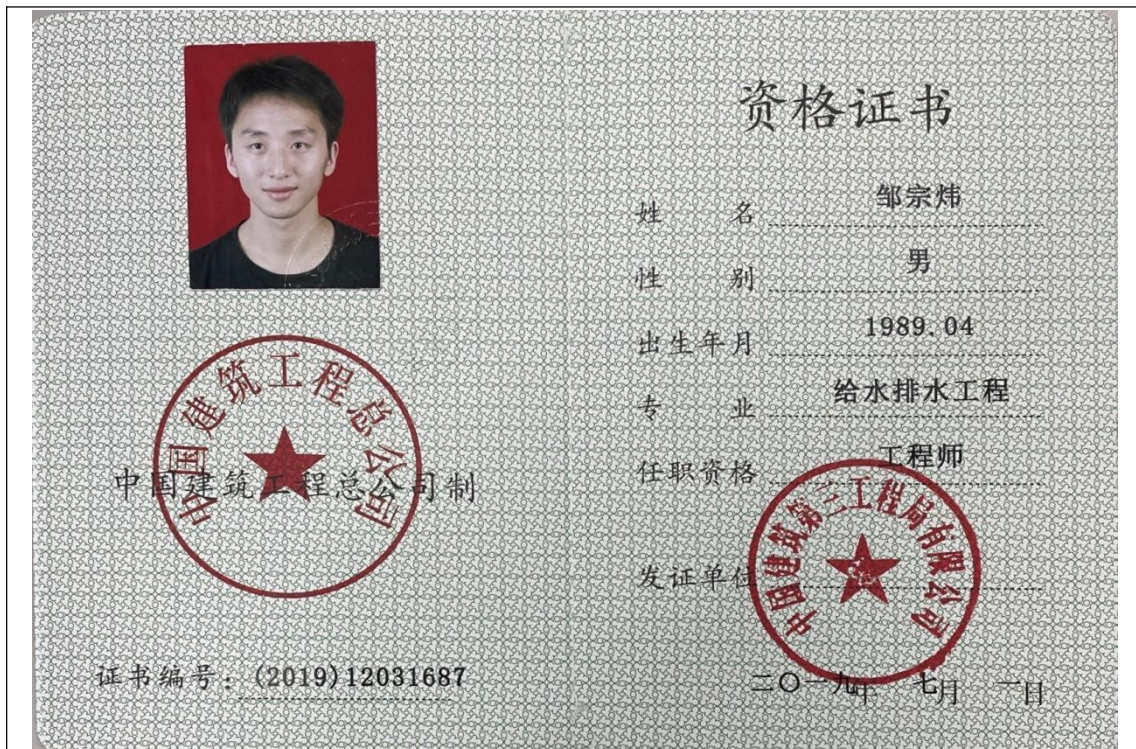 中国建筑工程总公司
中国建筑工程总公司制
证书编号：(2019)12031687
资格证书
姓 名 邹宗炜
性 别 男
出生年月 1989.04
专 业 给水排水工程
任职资格 工程师
发证单位
中国建筑第三工程局有限公司
二〇一九年 七月 一日